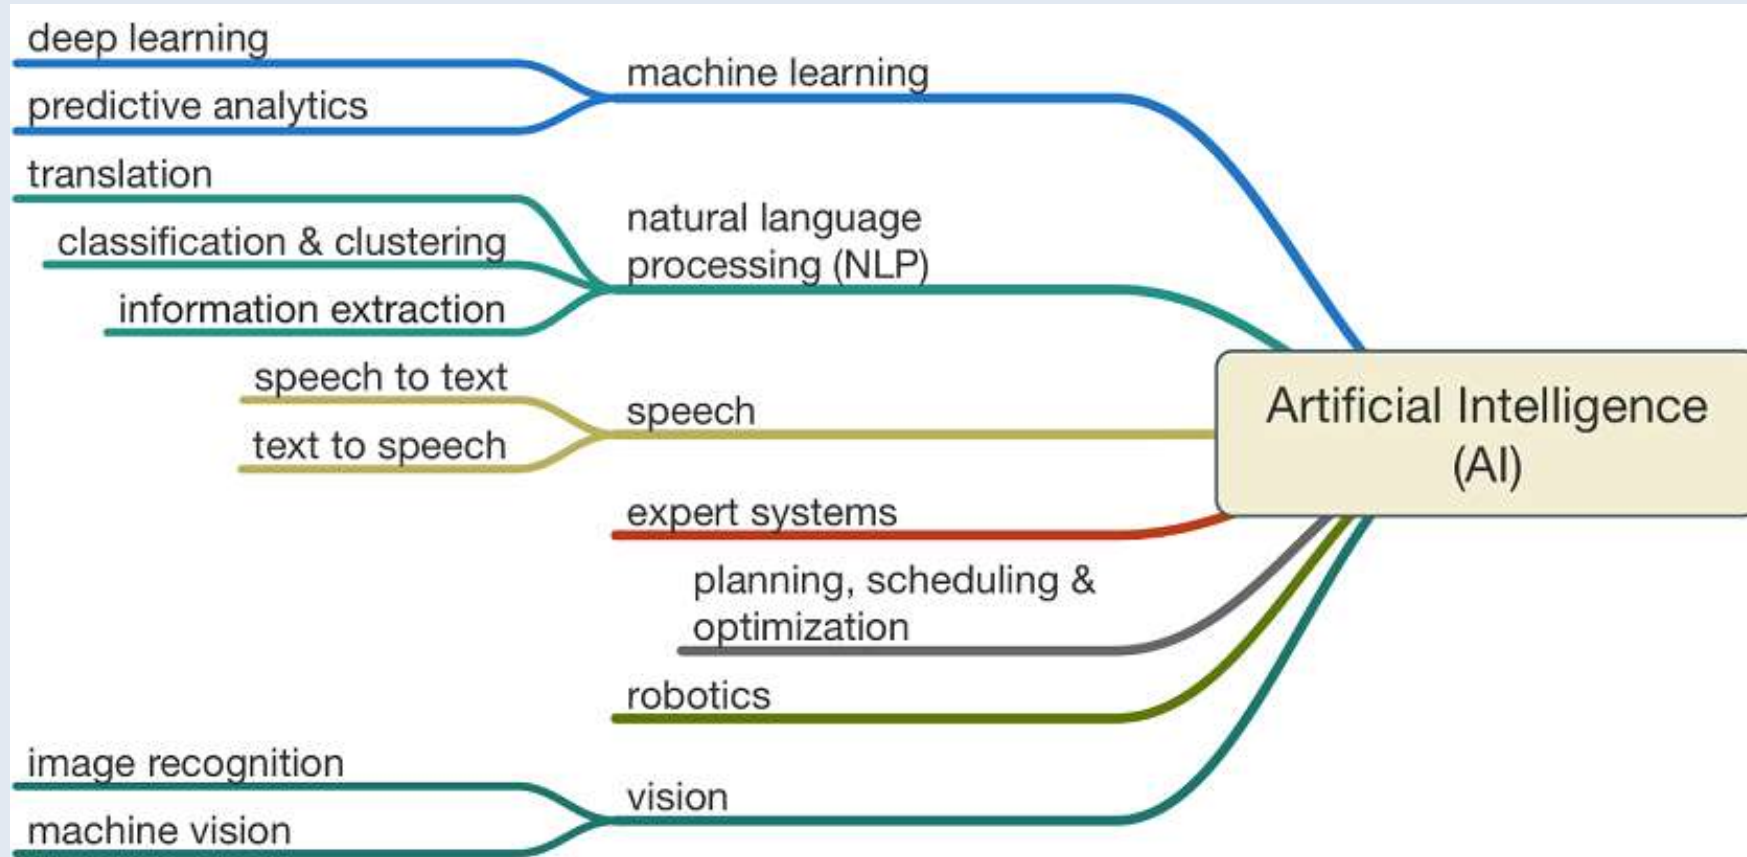 deep learning
predictive analytics
machine learning
translation
classification & clustering
information extraction
natural language
processing (NLP)
speech to text
text to speech
speech
expert systems
planning, scheduling &
optimization
robotics
image recognition
machine vision
vision
Artificial Intelligence
(AI)